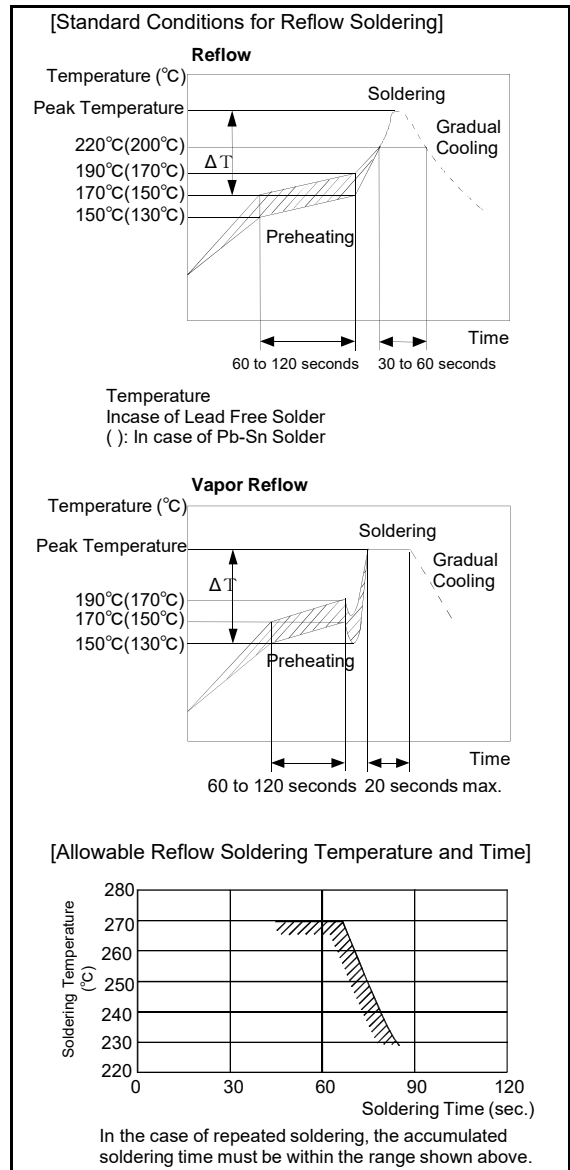 [Standard Conditions for Reflow Soldering]
Reflow
Temperature (℃)
Peak Temperature
Soldering
Gradual
Cooling
220℃(200℃)
ΔT
190℃(170℃)
170℃(150℃)
150℃(130℃)
Preheating
Time
60 to 120 seconds 30 to 60 seconds
Temperature
Incase of Lead Free Solder
( ): In case of Pb-Sn Solder
Vapor Reflow
Temperature (℃)
Soldering
Peak Temperature
Gradual
Cooling
ΔT
190℃(170℃)
170℃(150℃)
150℃(130℃)
Preheating
Time
60 to 120 seconds 20 seconds max.
[Allowable Reflow Soldering Temperature and Time]
Soldering Temperature
(℃)
280
270
260
250
240
230
220
0 30 60 90 120
Soldering Time (sec.)
In the case of repeated soldering, the accumulated
soldering time must be within the range shown above.